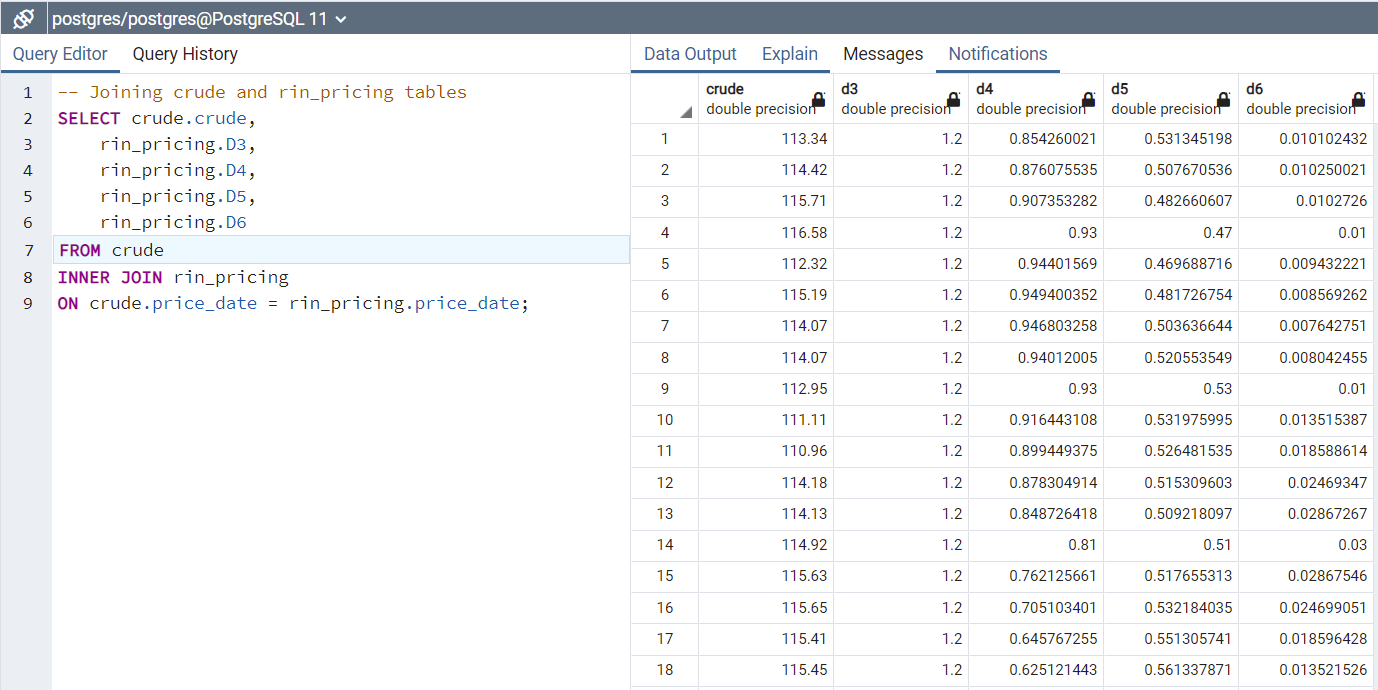 postgres/postgres@PostgreSQL 11
Query Editor Query History
1 -- Joining crude and rin_pricing tables
2 SELECT crude.crude,
3 rin_pricing.D3,
4 rin_pricing.D4,
5 rin_pricing.D5,
6 rin_pricing.D6
7 FROM crude
8 INNER JOIN rin_pricing
9 ON crude.price_date = rin_pricing.price_date;
Data Output Explain Messages Notifications
crude d3 d4 d5 d6
double precision double precision double precision double precision double precision
1 113.34 1.2 0.854260021 0.531345198 0.010102432
2 114.42 1.2 0.876075535 0.507670536 0.010250021
3 115.71 1.2 0.907353282 0.482660607 0.0102726
4 116.58 1.2 0.93 0.47 0.01
5 112.32 1.2 0.94401569 0.469688716 0.009432221
6 115.19 1.2 0.949400352 0.481726754 0.008569262
7 114.07 1.2 0.946803258 0.503636644 0.007642751
8 114.07 1.2 0.94012005 0.520553549 0.008042455
9 112.95 1.2 0.93 0.53 0.01
10 111.11 1.2 0.916443108 0.531975995 0.013515387
11 110.96 1.2 0.899449375 0.526481535 0.018588614
12 114.18 1.2 0.878304914 0.515309603 0.02469347
13 114.13 1.2 0.848726418 0.509218097 0.02867267
14 114.92 1.2 0.81 0.51 0.03
15 115.63 1.2 0.762125661 0.517655313 0.02867546
16 115.65 1.2 0.705103401 0.532184035 0.024699051
17 115.41 1.2 0.645767255 0.551305741 0.018596428
18 115.45 1.2 0.625121443 0.561337871 0.013521526